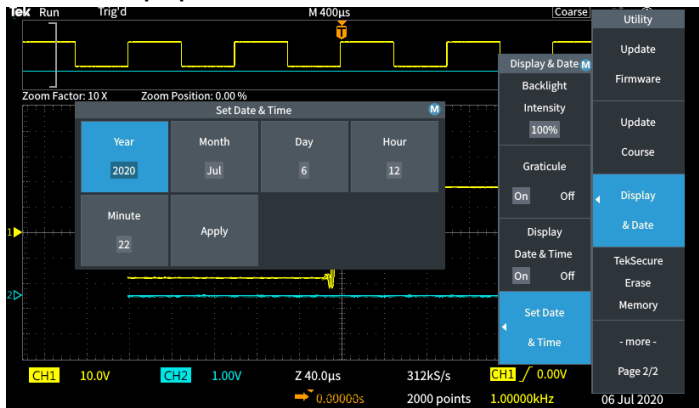 Tek Run Trig'd M 400µs Coarse
T
Zoom Factor: 10 X Zoom Position: 0.00 %
Set Date & Time M
Year
2020
Month
Jul
Day
6
Hour
12
Minute
22
Apply
Display & Date M
Backlight
Intensity
100%
Graticule
On Off
Display
Date & Time
On Off
Set Date
& Time
Utility
Update
Firmware
Update
Course
Display
& Date
TekSecure
Erase
Memory
- more -
Page 2/2
1
2
CH1 10.0V CH2 1.00V Z 40.0µs 312kS/s CH1 0.00V
0.00000s 2000 points 1.00000kHz 06 Jul 2020